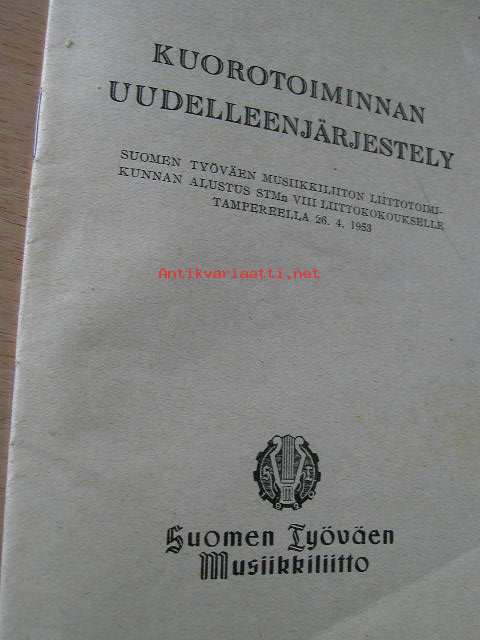 KUOROTOIMINNAN
UUDELLEENJÄRJESTELY
SUOMEN TYÖVÄEN MUSIIKKILIITON LIITTOTOIMI-
KUNNAN ALUSTUS STMn VIII LIITTOKOKOUKSELLE
TAMPEREELLA 26. 4. 1953
Antikvariaatti.net
Suomen Työväen
Musiikkiliitto